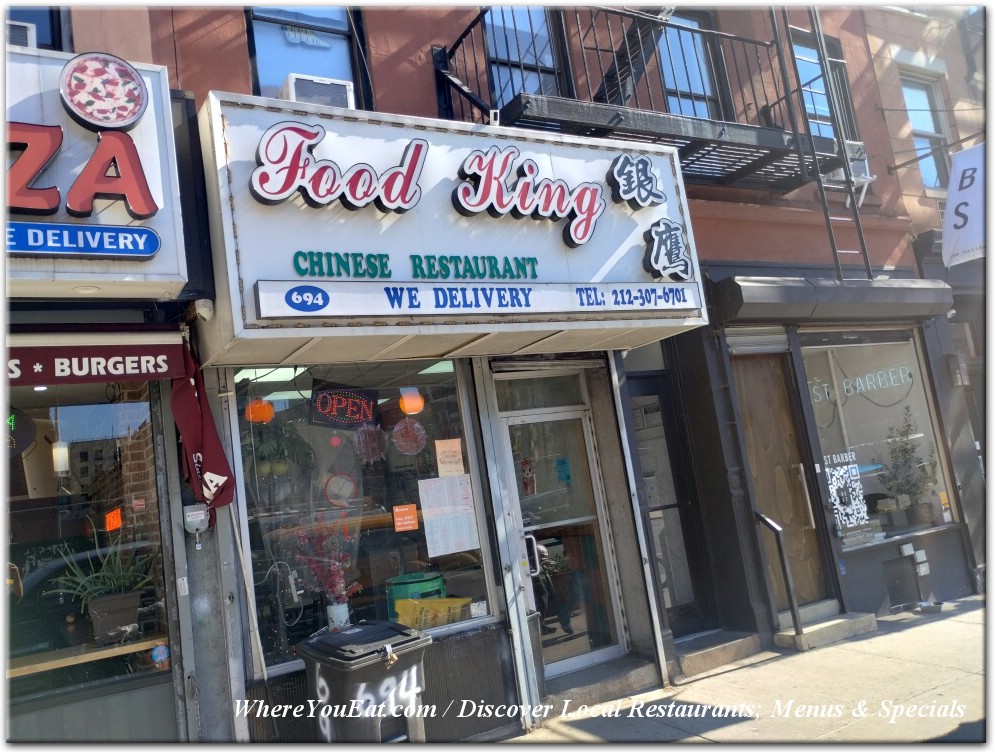 ZA
E DELIVERY
S * BURGERS
Food King 銀鷹
CHINESE RESTAURANT
694
WE DELIVERY
TEL: 212-307-6701
OPEN
B
S
ST BARBER
ST BARBER
694
WhereYouEat.com / Discover Local Restaurants; Menus & Specials